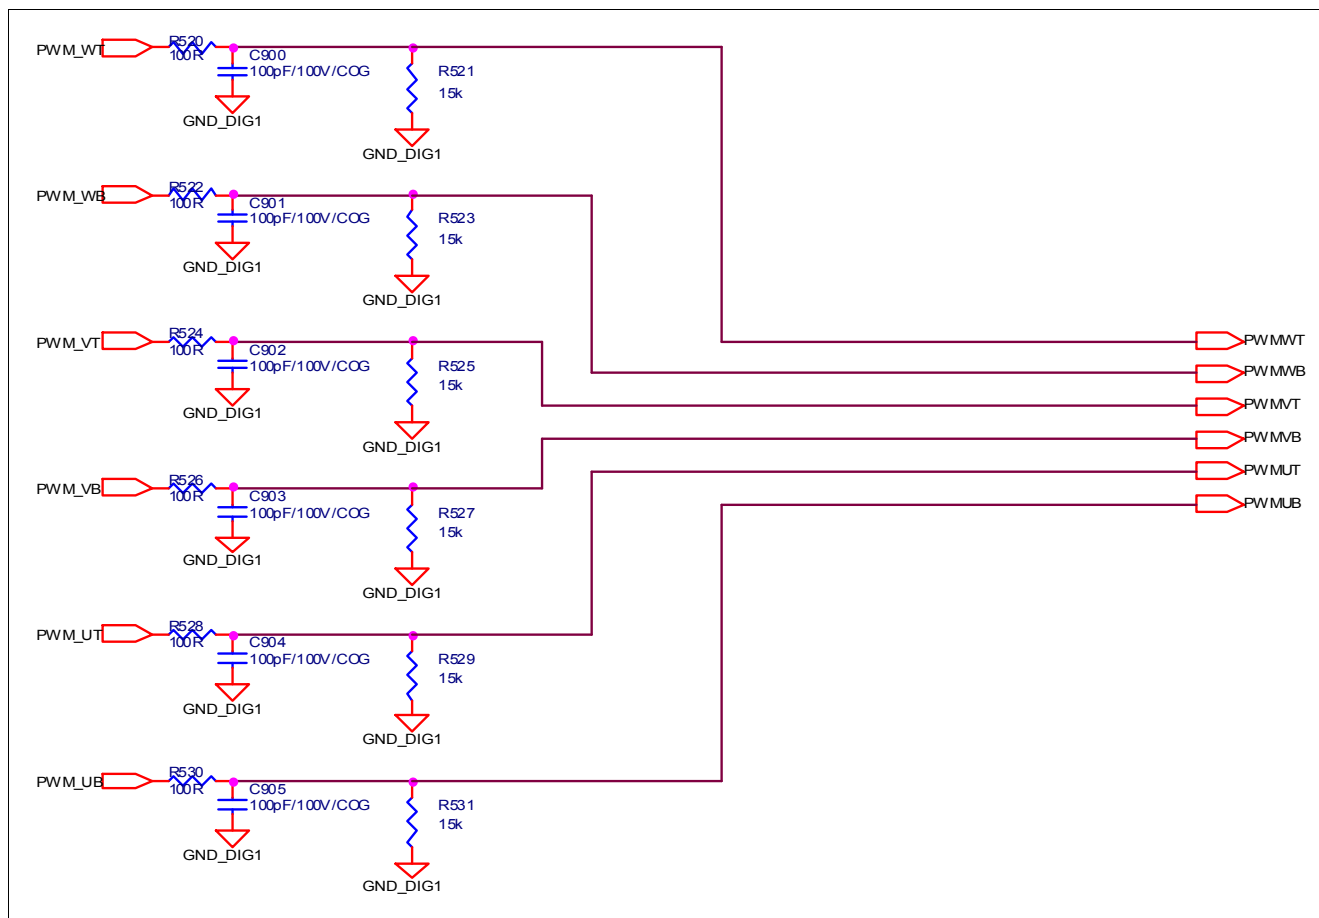 PWM_WT
R520
100R
C900
100pF/100V/COG
GND_DIG1
R521
15k
GND_DIG1
PWM_WB
R522
100R
C901
100pF/100V/COG
GND_DIG1
R523
15k
GND_DIG1
PWM_VT
R524
100R
C902
100pF/100V/COG
GND_DIG1
R525
15k
GND_DIG1
PWM_VB
R526
100R
C903
100pF/100V/COG
GND_DIG1
R527
15k
GND_DIG1
PWM_UT
R528
100R
C904
100pF/100V/COG
GND_DIG1
R529
15k
GND_DIG1
PWM_UB
R530
100R
C905
100pF/100V/COG
GND_DIG1
R531
15k
GND_DIG1
PWMWT
PWMWB
PWMVT
PWMVB
PWMUT
PWMUB